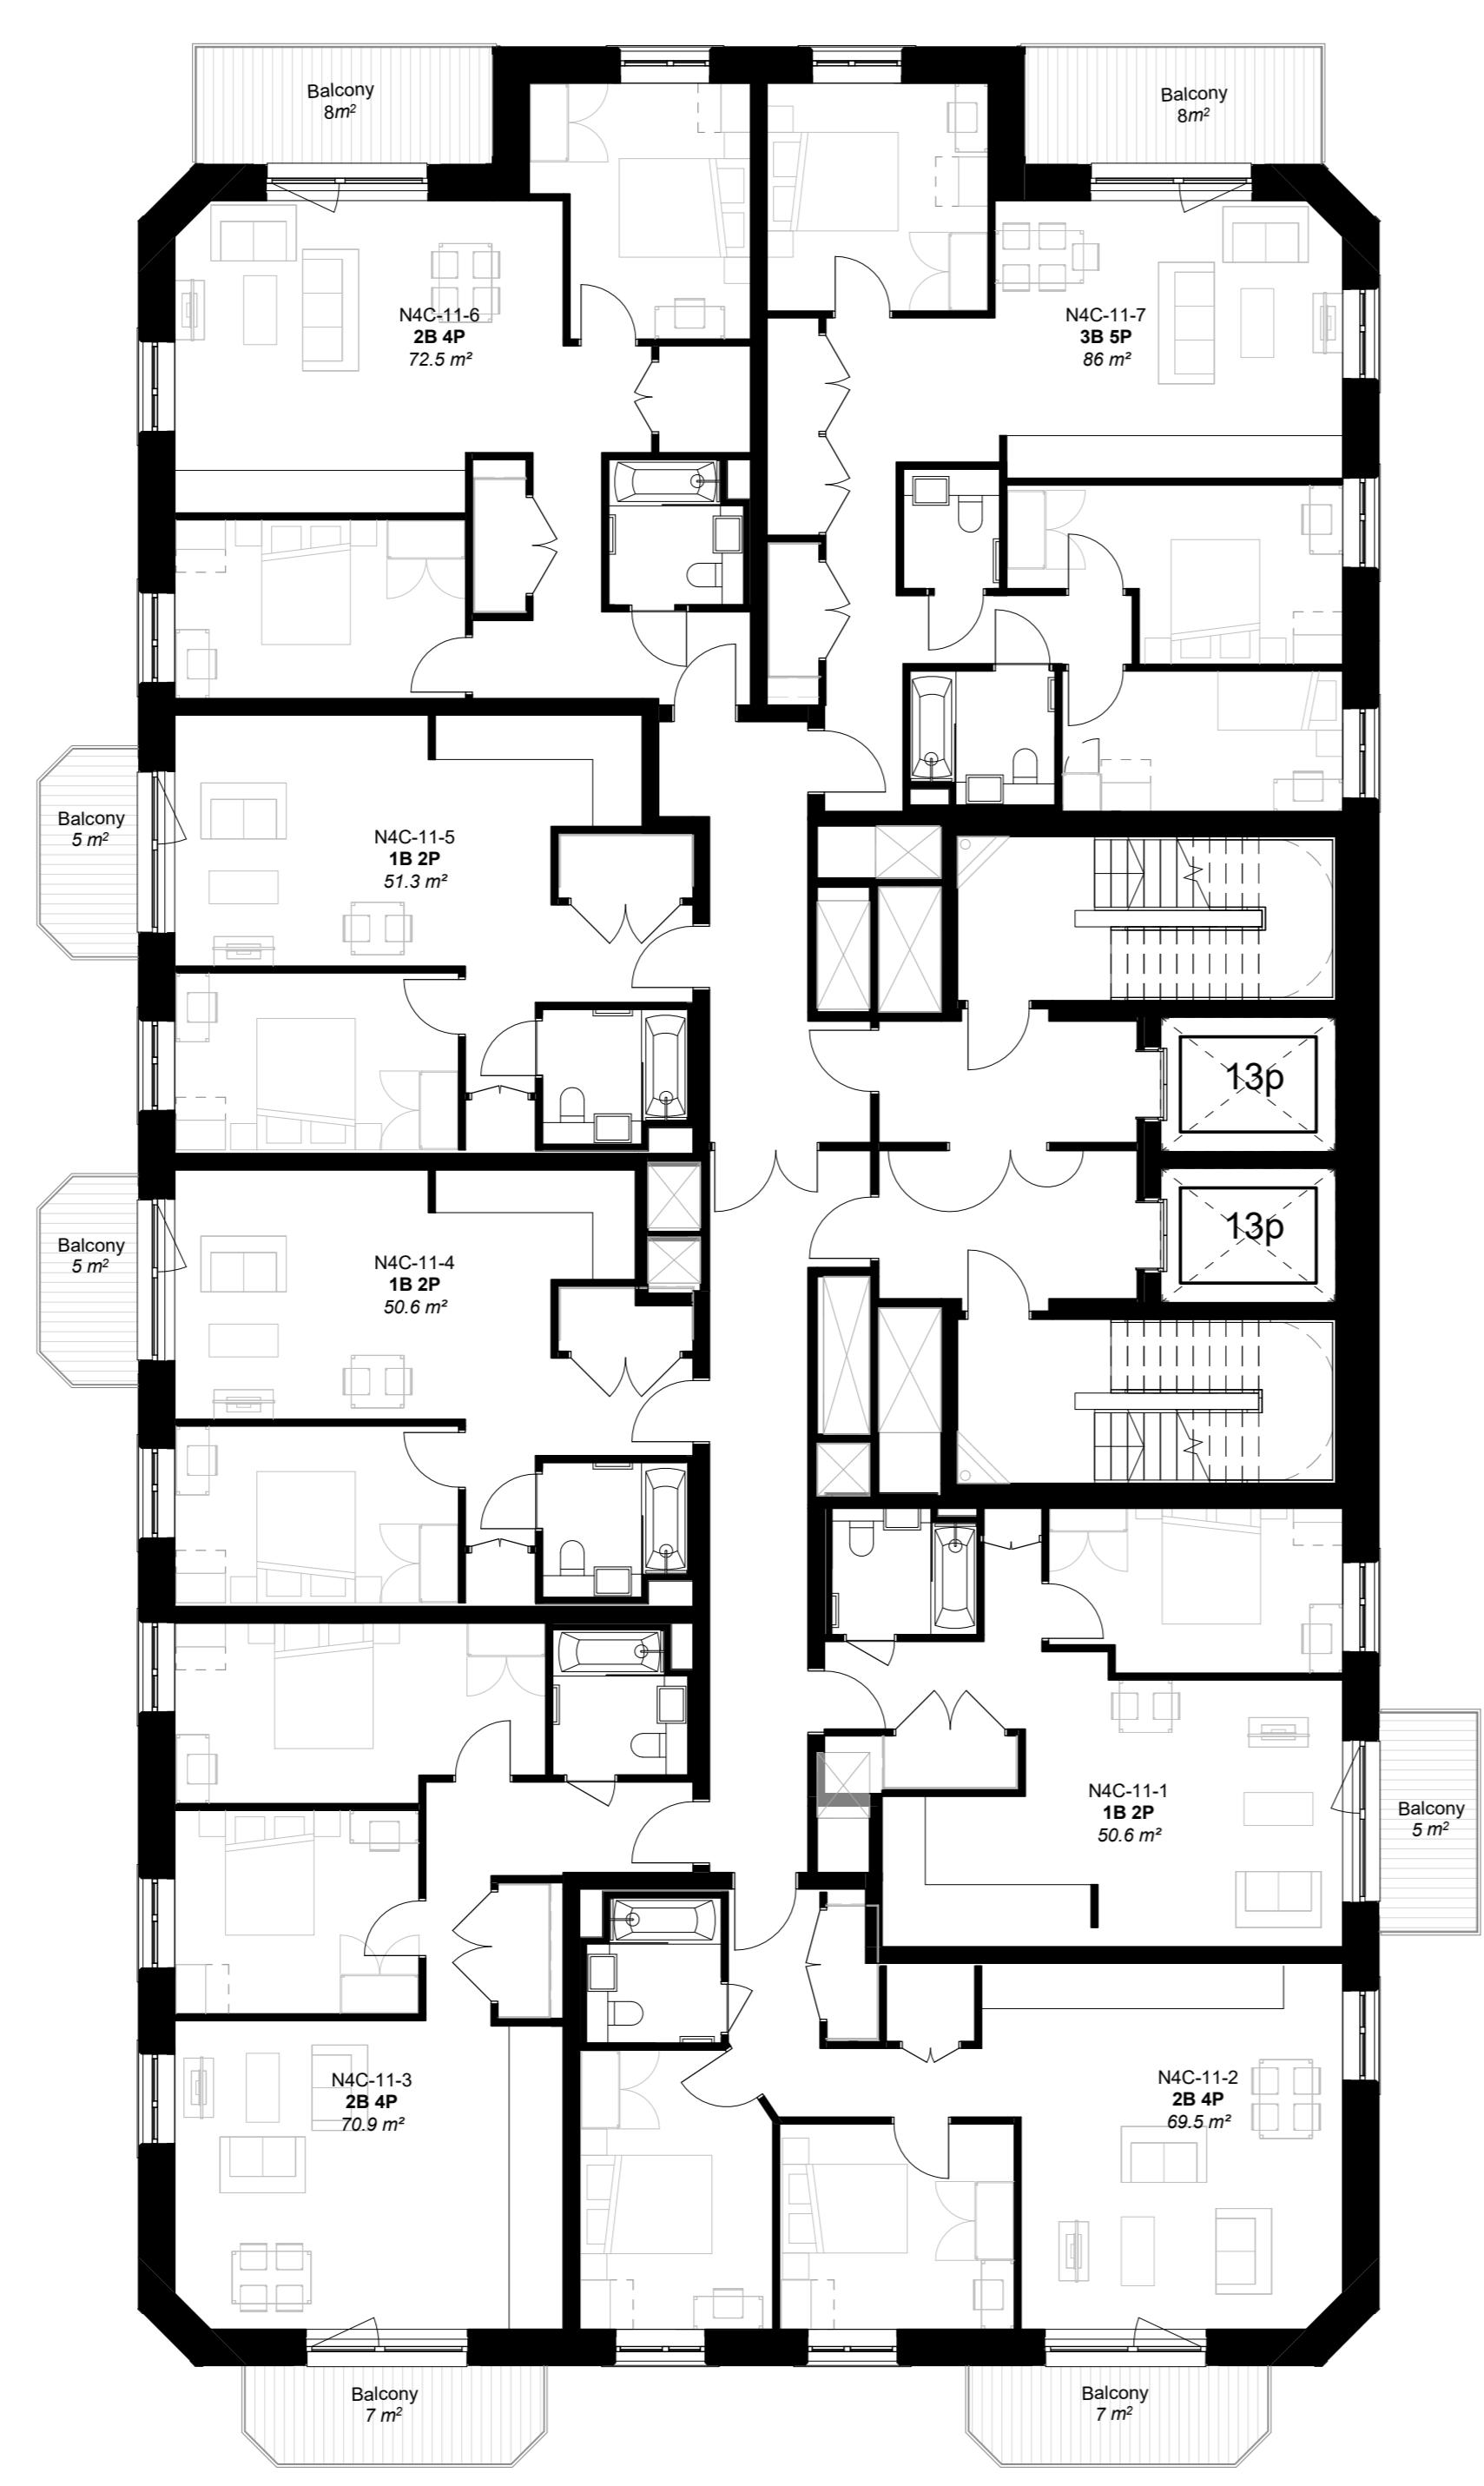 Balcony
8m²
Balcony
8m²
N4C-11-6
2B 4P
72.5 m²
N4C-11-7
3B 5P
86 m²
Balcony
5 m²
N4C-11-5
1B 2P
51.3 m²
13p
13p
Balcony
5 m²
N4C-11-4
1B 2P
50.6 m²
N4C-11-1
1B 2P
50.6 m²
Balcony
5 m²
N4C-11-3
2B 4P
70.9 m²
N4C-11-2
2B 4P
69.5 m²
Balcony
7 m²
Balcony
7 m²